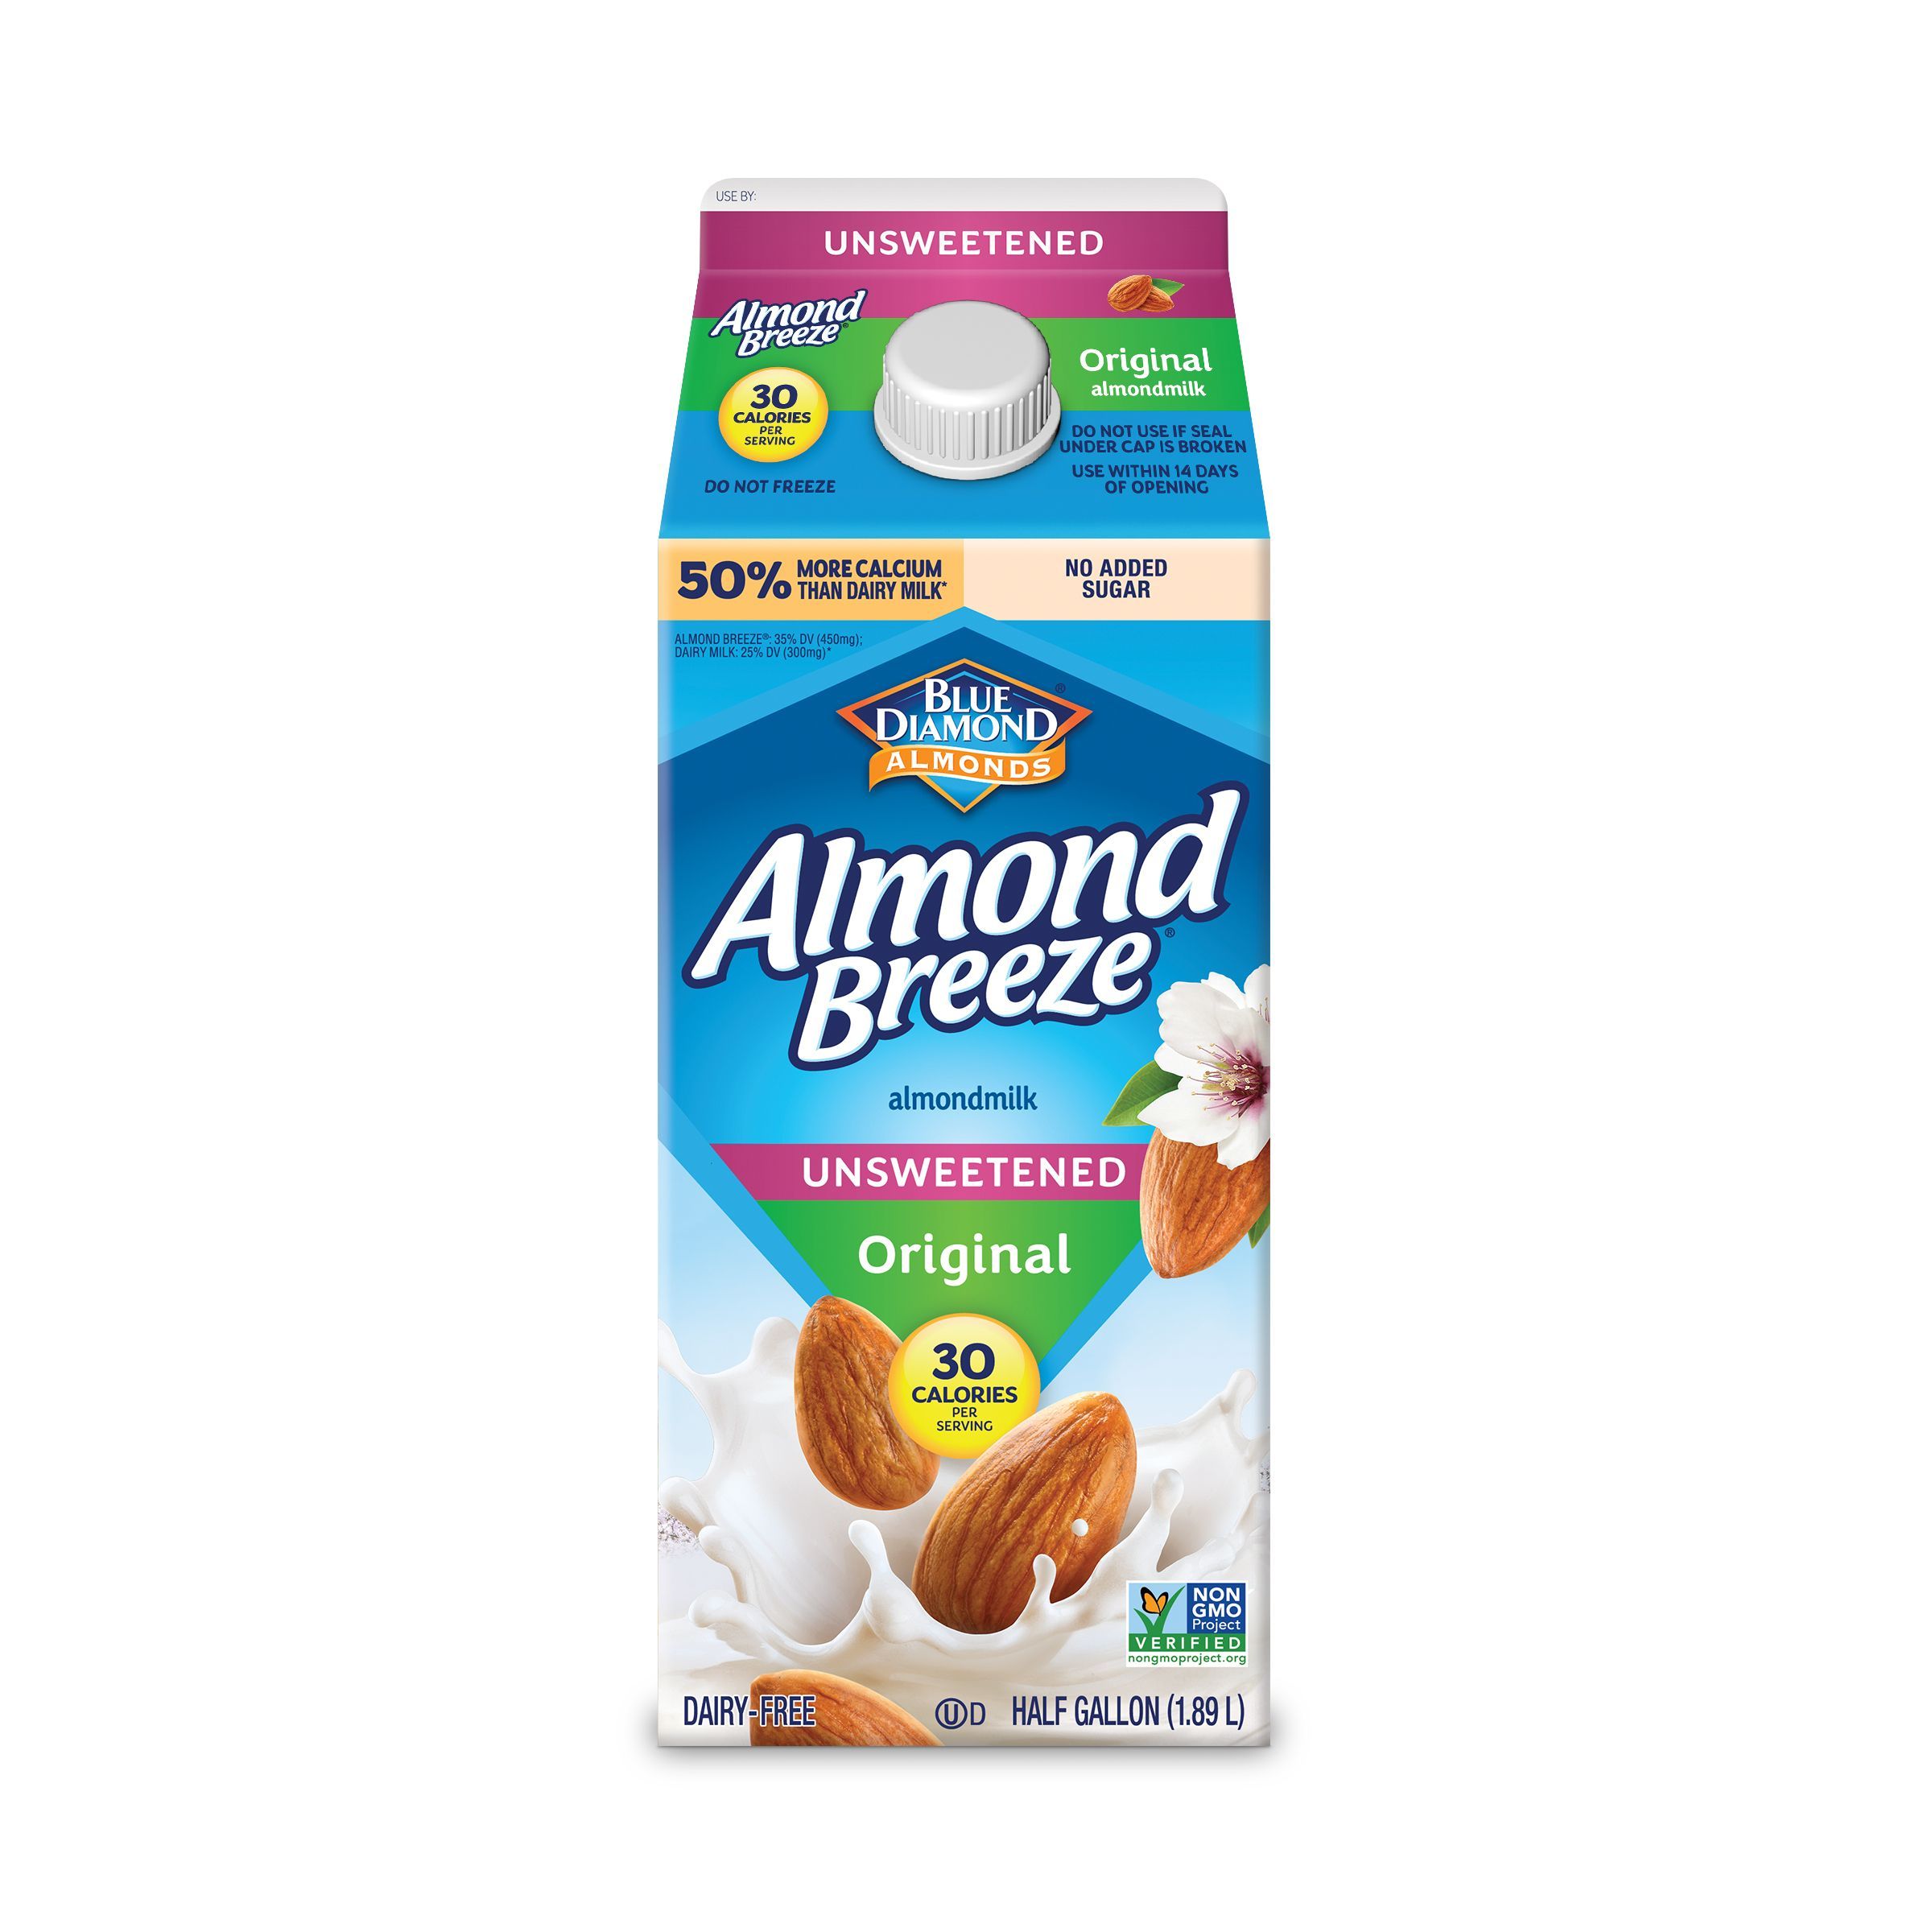 USE BY:
UNSWEETENED
Almond
Breeze®
30
CALORIES
PER
SERVING
DO NOT FREEZE
Original
almondmilk
DO NOT USE IF SEAL
UNDER CAP IS BROKEN
USE WITHIN 14 DAYS
OF OPENING
50% MORE CALCIUM
THAN DAIRY MILK*
NO ADDED
SUGAR
ALMOND BREEZE®: 35% DV (450mg);
DAIRY MILK: 25% DV (300mg)*
BLUE
DIAMOND®
ALMONDS
Almond
Breeze®
almondmilk
UNSWEETENED
Original
30
CALORIES
PER
SERVING
NON
GMO
Project
VERIFIED
nongmoproject.org
DAIRY-FREE
UD
HALF GALLON (1.89 L)